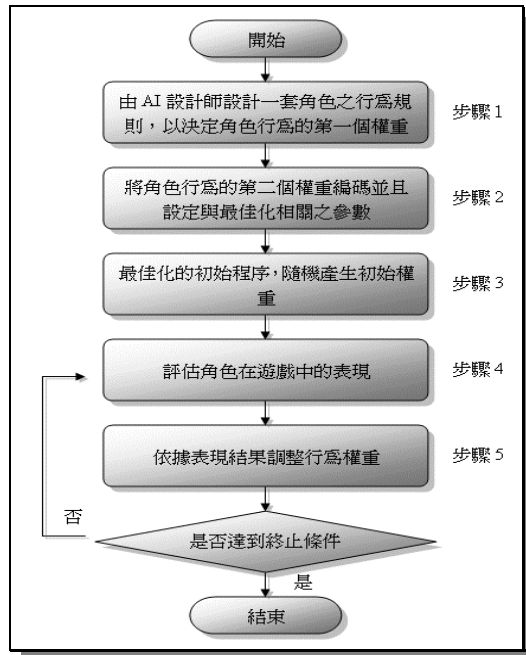 開始
由 AI 設計師設計一套角色之行為規
則，以決定角色行為的第一個權重
步驟 1
將角色行為的第二個權重編碼並且
設定與最佳化相關之參數
步驟 2
最佳化的初始程序，隨機產生初始權
重
步驟 3
評估角色在遊戲中的表現
步驟 4
依據表現結果調整行為權重
步驟 5
否
是否達到終止條件
是
結束